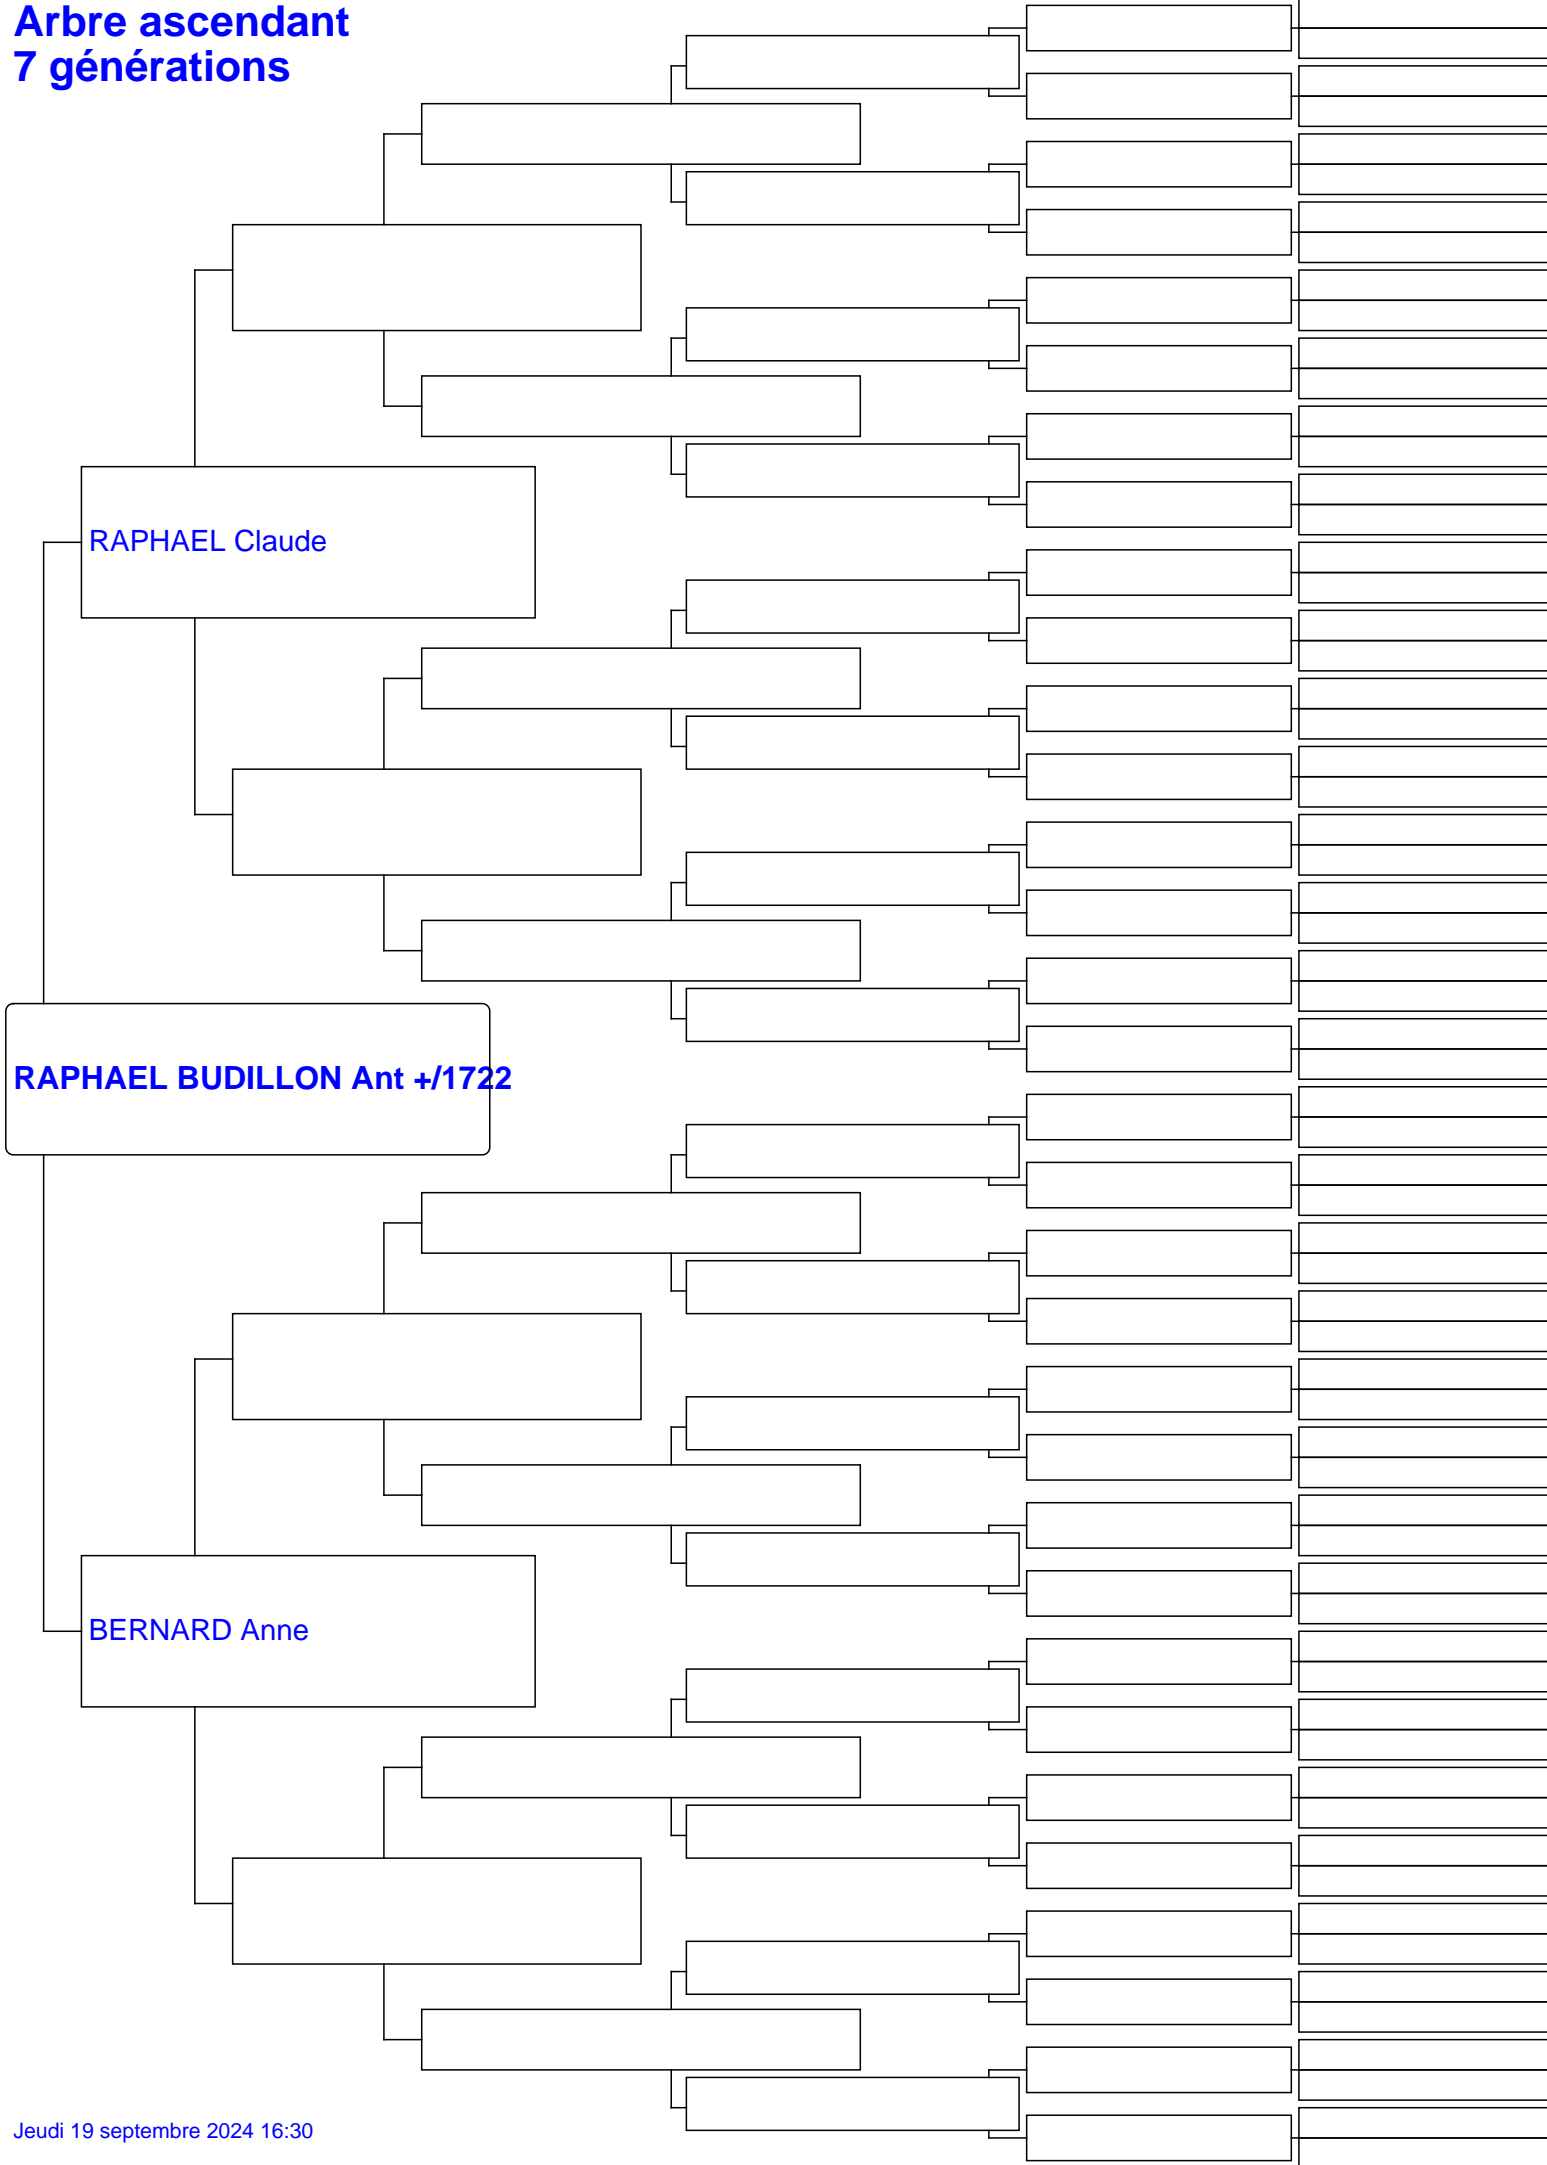 Arbre ascendant
7 générations
RAPHAEL Claude
RAPHAEL BUDILLON Ant +/1722
BERNARD Anne
Jeudi 19 septembre 2024 16:30